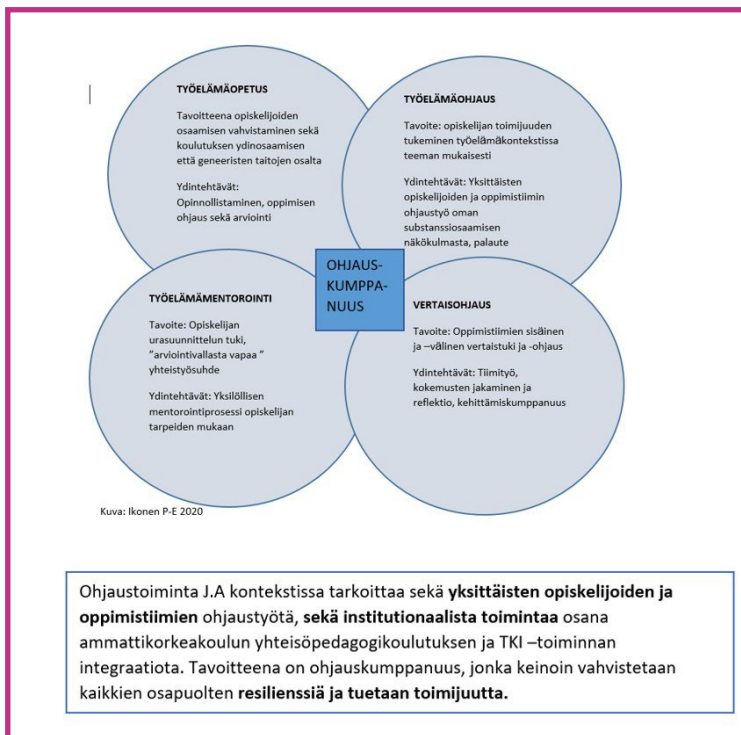 TYÖELÄMÄOPETUS
Tavoitteena opiskelijoiden
osaamisen vahvistaminen sekä
koulutuksen ydinosaamisen
että geneeristen taitojen osalta
Ydintehtävät:
Opinnollistaminen, oppimisen
ohjaus sekä arviointi
TYÖELÄMÄOHJAUS
Tavoite: opiskelijan toimijuuden
tukeminen työelämäkontekstissa
teeman mukaisesti
Ydintehtävät: Yksittäisten
opiskelijoiden ja oppimistiimin
ohjaustyö oman
substanssiosaamisen
näkökulmasta, palaute
OHJAUS-
KUMPPA-
NUUS
TYÖELÄMÄMENTOROINTI
Tavoite: Opiskelijan
urasuunnittelun tuki,
"arviointivallasta vapaa "
yhteistyösuhde
Ydintehtävät: Yksilöllisen
mentorointiprosessi opiskelijan
tarpeiden mukaan
VERTAISOHJAUS
Tavoite: Oppimistiimien sisäinen
ja –välinen vertaistuki ja -ohjaus
Ydintehtävät: Tiimityö,
kokemusten jakaminen ja
reflektio, kehittämiskumppanuus
Kuva: Ikonen P-E 2020
Ohjaustoiminta J.A kontekstissa tarkoittaa sekä yksittäisten opiskelijoiden ja
oppimistiimien ohjaustyötä, sekä institutionaalista toimintaa osana
ammattikorkeakoulun yhteisöpedagogikoulutuksen ja TKI –toiminnan
integraatiota. Tavoitteena on ohjauskumppanuus, jonka keinoin vahvistetaan
kaikkien osapuolten resilienssiä ja tuetaan toimijuutta.